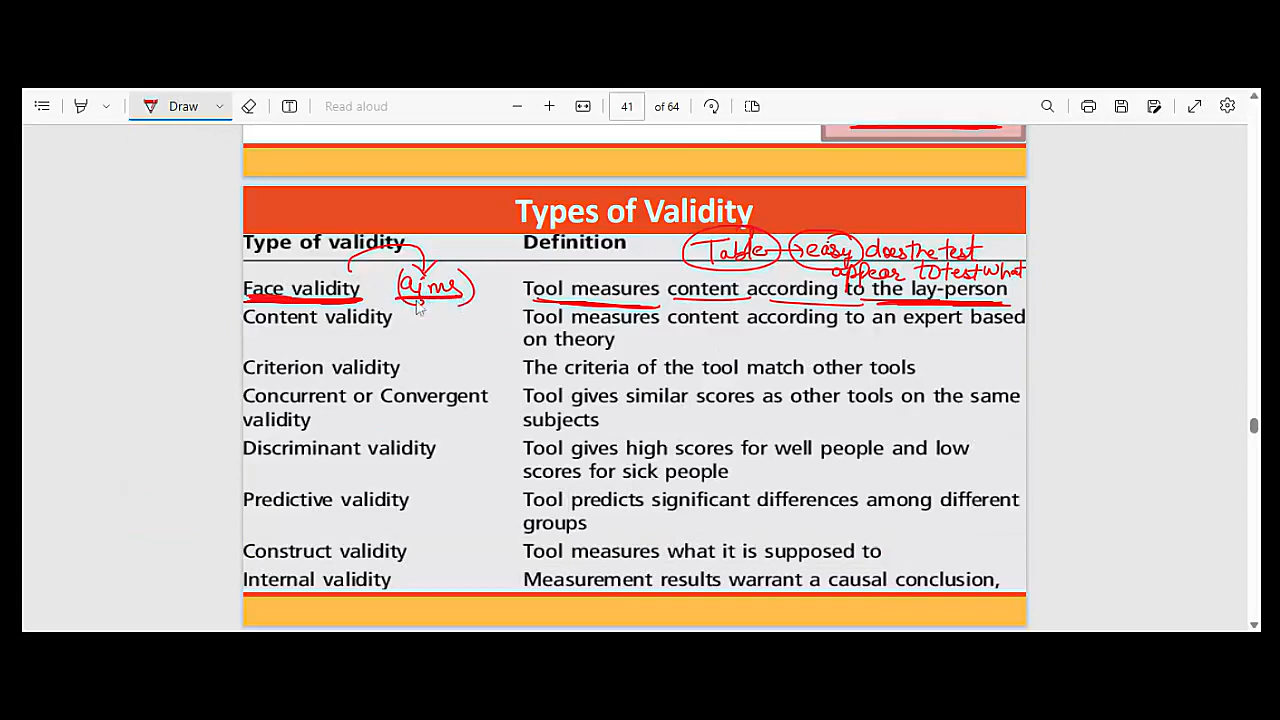 Draw
Read aloud
41 of 64
Types of Validity
Type of validity Definition Table easy does the test
appear to test what
Face validity (aims) Tool measures content according to the lay-person
Content validity Tool measures content according to an expert based
on theory
Criterion validity The criteria of the tool match other tools
Concurrent or Convergent Tool gives similar scores as other tools on the same
validity subjects
Discriminant validity Tool gives high scores for well people and low
scores for sick people
Predictive validity Tool predicts significant differences among different
groups
Construct validity Tool measures what it is supposed to
Internal validity Measurement results warrant a causal conclusion,